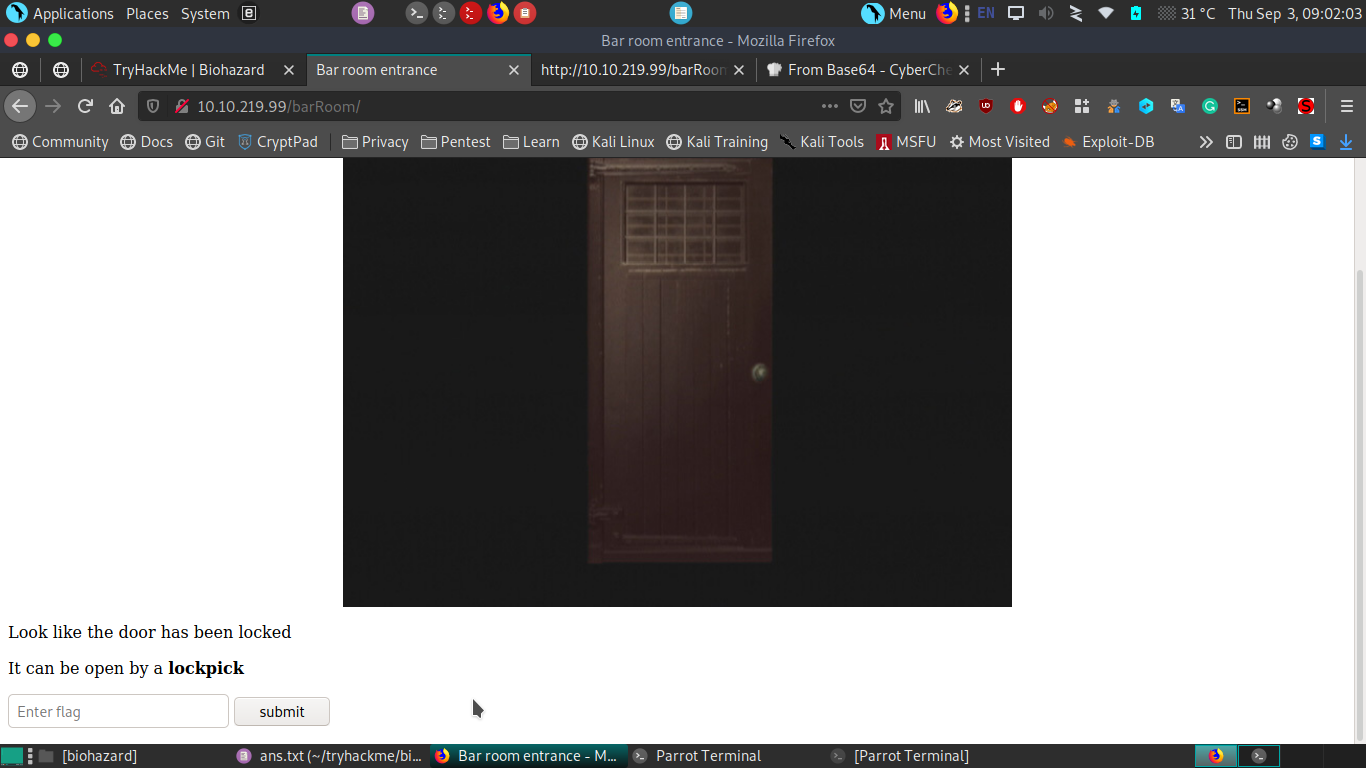 Applications Places System
Menu EN 31 °C Thu Sep 3, 09:02:03
Bar room entrance - Mozilla Firefox
TryHackMe | Biohazard Bar room entrance http://10.10.219.99/barRoom From Base64 - CyberChe
10.10.219.99/barRoom/
Community Docs Git CryptPad Privacy Pentest Learn Kali Linux Kali Training Kali Tools MSFU Most Visited Exploit-DB
Look like the door has been locked
It can be open by a lockpick
Enter flag submit
[biohazard] ans.txt (~/tryhackme/bi... Bar room entrance - M... Parrot Terminal [Parrot Terminal]